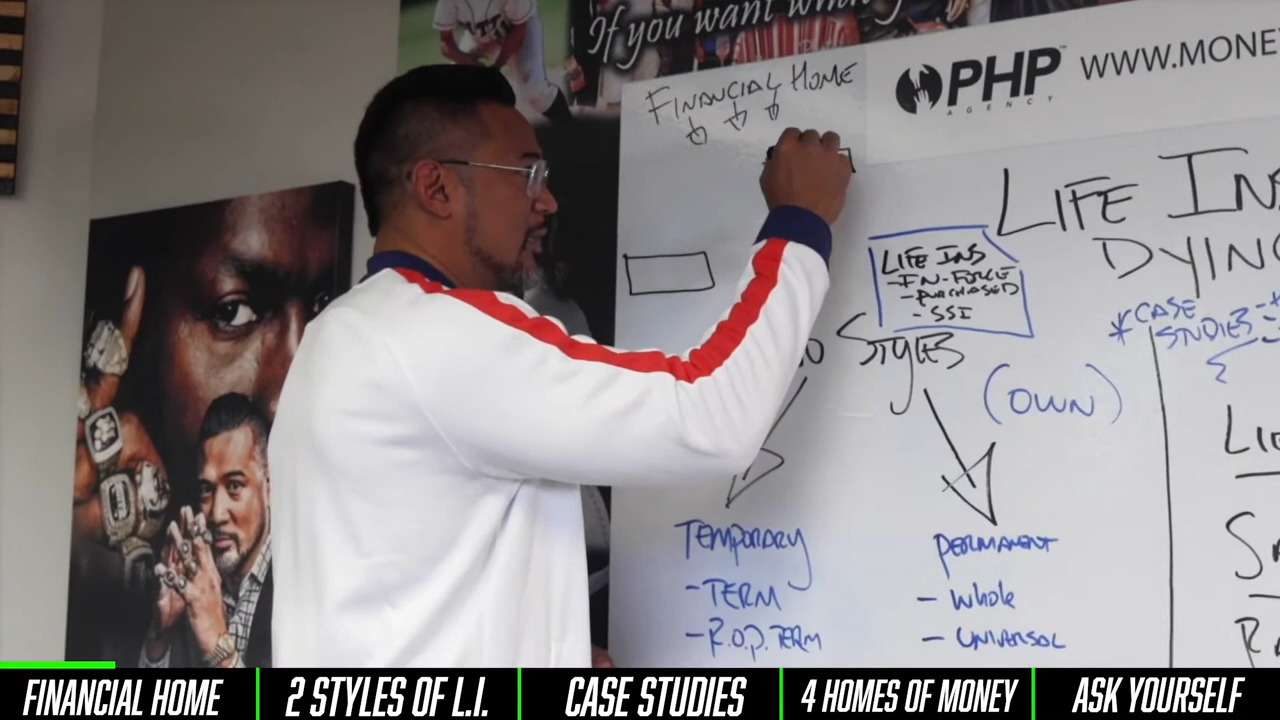 If you want
PHP
AGENCY
WWW.MONE
FINANCIAL HOME
LIFE INS
DYING
LIFE INS
-IN-FORCE
-PURCHASED
-SSI
*CASE
STUDIES
STYLES
(OWN)
TEMPORARY
-TERM
-R.O.P. TERM
PERMANENT
- Whole
- UNIVERSAL
FINANCIAL HOME
2 STYLES OF L.I.
CASE STUDIES
4 HOMES OF MONEY
ASK YOURSELF